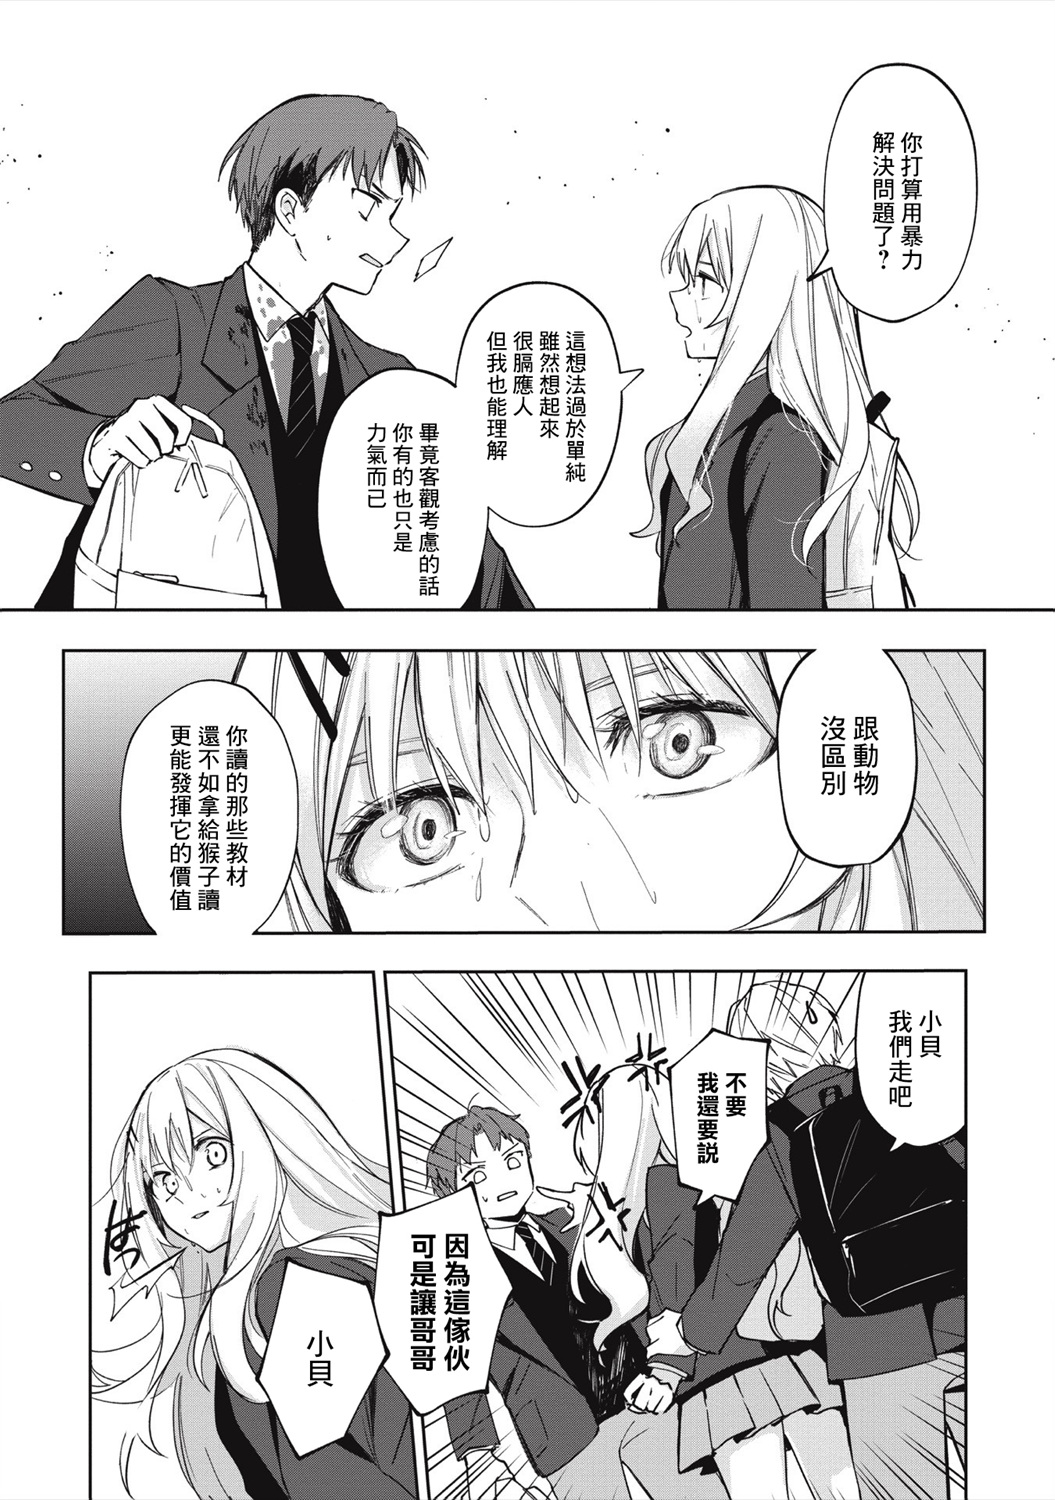 你打算用暴力
解決問題了？
這想法過於單純
雖然想起來
很膈應人
但我也能理解
畢竟客觀考慮的話
你有的也只是
力氣而已
跟動物
沒區別
你讀的那些教材
還不如拿給猴子讀
更能發揮它的價值
小貝
我們走吧
不要
我還要説
因為這傢伙
可是讓哥哥
小貝
ばっ